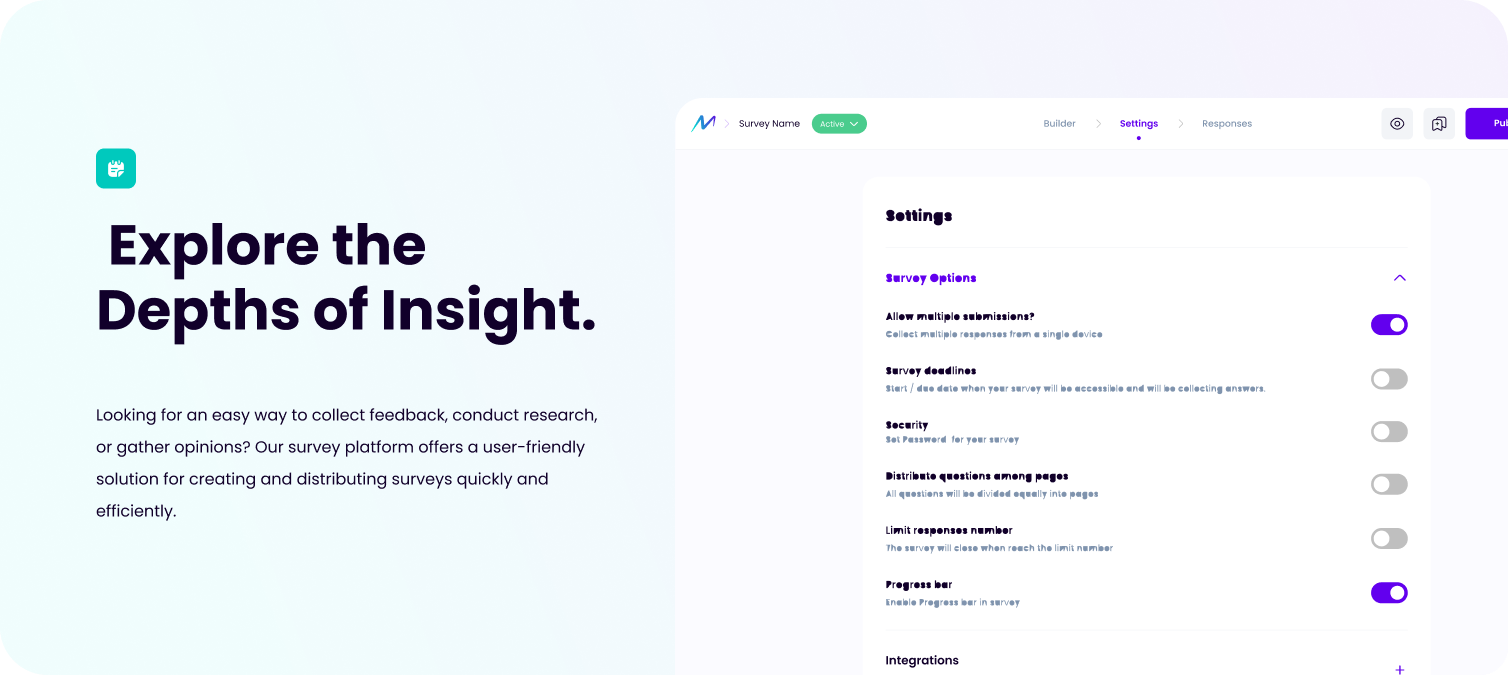 Explore the
Depths of Insight.
Looking for an easy way to collect feedback, conduct research,
or gather opinions? Our survey platform offers a user-friendly
solution for creating and distributing surveys quickly and
efficiently.
Survey Name
Active
Builder
Settings
Responses
Settings
Survey Options
Allow multiple submissions?
Collect multiple responses from a single device
Survey deadlines
Start / due date when your survey will be accessible and will be collecting answers.
Security
Set Password for your survey
Distribute questions among pages
All questions will be divided equally into pages
Limit responses number
The survey will close when reach the limit number
Progress bar
Enable Progress bar in survey
Integrations